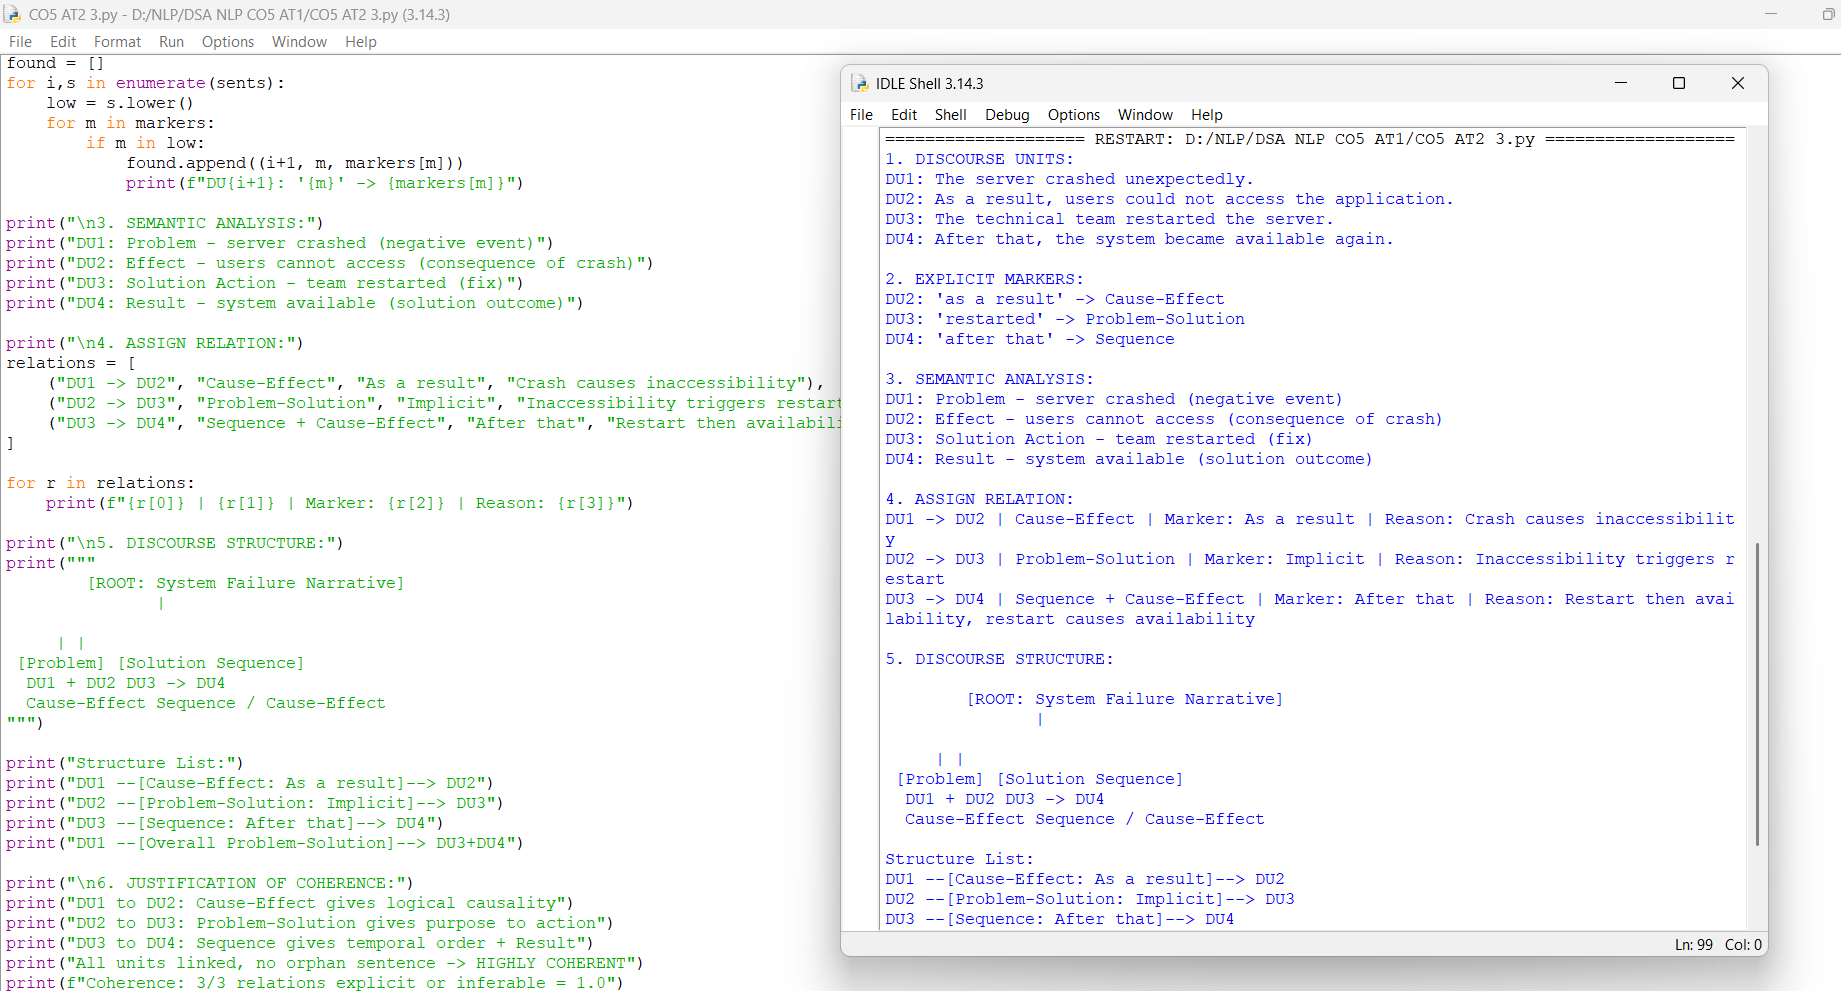 CO5 AT2 3.py - D:/NLP/DSA NLP CO5 AT1/CO5 AT2 3.py (3.14.3)
File Edit Format Run Options Window Help
found = []
for i,s in enumerate(sents):
    low = s.lower()
    for m in markers:
        if m in low:
            found.append((i+1, m, markers[m]))
            print(f"DU{i+1}: '{m}' -> {markers[m]}")
print("\n3. SEMANTIC ANALYSIS:")
print("DU1: Problem - server crashed (negative event)")
print("DU2: Effect - users cannot access (consequence of crash)")
print("DU3: Solution Action - team restarted (fix)")
print("DU4: Result - system available (solution outcome)")
print("\n4. ASSIGN RELATION:")
relations = [
    ("DU1 -> DU2", "Cause-Effect", "As a result", "Crash causes inaccessibility"),
    ("DU2 -> DU3", "Problem-Solution", "Implicit", "Inaccessibility triggers restart
    ("DU3 -> DU4", "Sequence + Cause-Effect", "After that", "Restart then availabili
]
for r in relations:
    print(f"{r[0]} | {r[1]} | Marker: {r[2]} | Reason: {r[3]}")
print("\n5. DISCOURSE STRUCTURE:")
print("""
        [ROOT: System Failure Narrative]
               |
     | |
 [Problem] [Solution Sequence]
  DU1 + DU2 DU3 -> DU4
  Cause-Effect Sequence / Cause-Effect
""")
print("Structure List:")
print("DU1 --[Cause-Effect: As a result]--> DU2")
print("DU2 --[Problem-Solution: Implicit]--> DU3")
print("DU3 --[Sequence: After that]--> DU4")
print("DU1 --[Overall Problem-Solution]--> DU3+DU4")
print("\n6. JUSTIFICATION OF COHERENCE:")
print("DU1 to DU2: Cause-Effect gives logical causality")
print("DU2 to DU3: Problem-Solution gives purpose to action")
print("DU3 to DU4: Sequence gives temporal order + Result")
print("All units linked, no orphan sentence -> HIGHLY COHERENT")
print(f"Coherence: 3/3 relations explicit or inferable = 1.0")
IDLE Shell 3.14.3
File Edit Shell Debug Options Window Help
==================== RESTART: D:/NLP/DSA NLP CO5 AT1/CO5 AT2 3.py ===================
1. DISCOURSE UNITS:
DU1: The server crashed unexpectedly.
DU2: As a result, users could not access the application.
DU3: The technical team restarted the server.
DU4: After that, the system became available again.
2. EXPLICIT MARKERS:
DU2: 'as a result' -> Cause-Effect
DU3: 'restarted' -> Problem-Solution
DU4: 'after that' -> Sequence
3. SEMANTIC ANALYSIS:
DU1: Problem - server crashed (negative event)
DU2: Effect - users cannot access (consequence of crash)
DU3: Solution Action - team restarted (fix)
DU4: Result - system available (solution outcome)
4. ASSIGN RELATION:
DU1 -> DU2 | Cause-Effect | Marker: As a result | Reason: Crash causes inaccessibilit
y
DU2 -> DU3 | Problem-Solution | Marker: Implicit | Reason: Inaccessibility triggers r
estart
DU3 -> DU4 | Sequence + Cause-Effect | Marker: After that | Reason: Restart then avai
lability, restart causes availability
5. DISCOURSE STRUCTURE:
        [ROOT: System Failure Narrative]
               |
     | |
 [Problem] [Solution Sequence]
  DU1 + DU2 DU3 -> DU4
  Cause-Effect Sequence / Cause-Effect
Structure List:
DU1 --[Cause-Effect: As a result]--> DU2
DU2 --[Problem-Solution: Implicit]--> DU3
DU3 --[Sequence: After that]--> DU4
Ln: 99 Col: 0